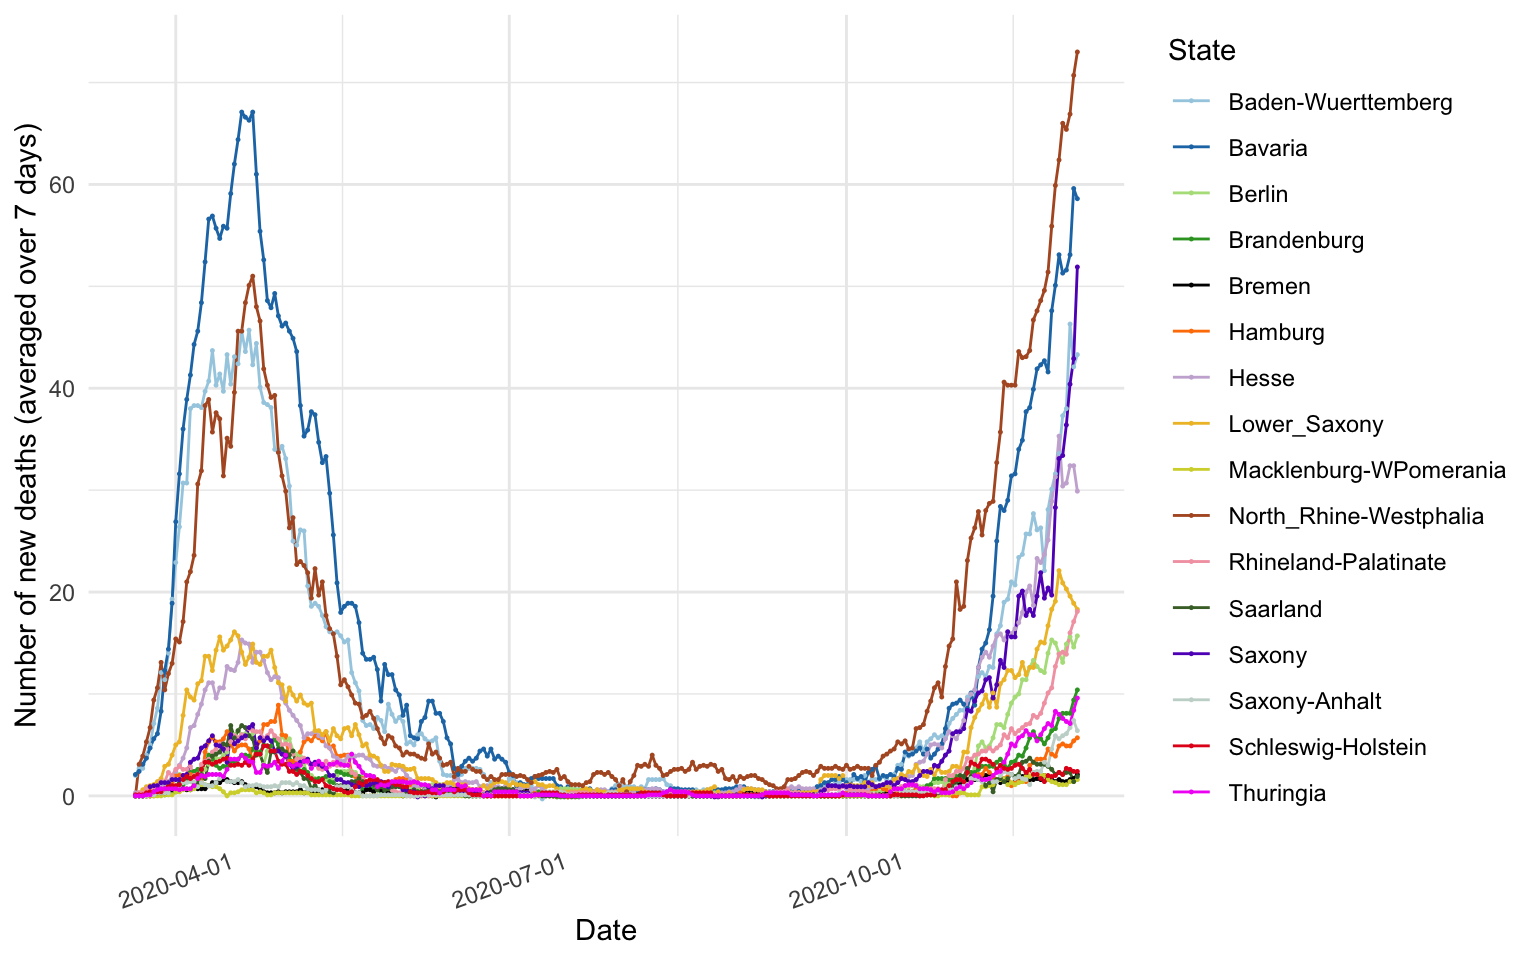 Number of new deaths (averaged over 7 days)
60
40
20
0
2020-04-01
2020-07-01
2020-10-01
Date
State
Baden-Wuerttemberg
Bavaria
Berlin
Brandenburg
Bremen
Hamburg
Hesse
Lower_Saxony
Macklenburg-WPomerania
North_Rhine-Westphalia
Rhineland-Palatinate
Saarland
Saxony
Saxony-Anhalt
Schleswig-Holstein
Thuringia